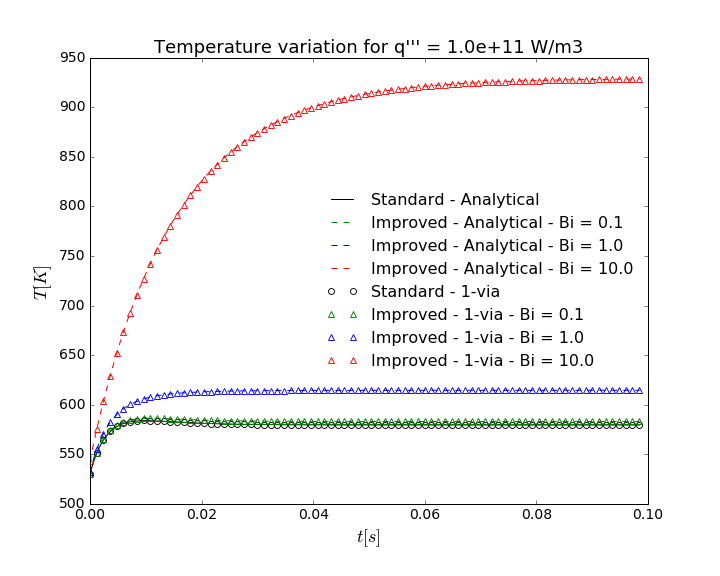 Temperature variation for q''' = 1.0e+11 W/m3
950
900
850
800
750
700
650
600
550
500
T[K]
Standard - Analytical
Improved - Analytical - Bi = 0.1
Improved - Analytical - Bi = 1.0
Improved - Analytical - Bi = 10.0
Standard - 1-via
Improved - 1-via - Bi = 0.1
Improved - 1-via - Bi = 1.0
Improved - 1-via - Bi = 10.0
0.00 0.02 0.04 0.06 0.08 0.10
t[s]